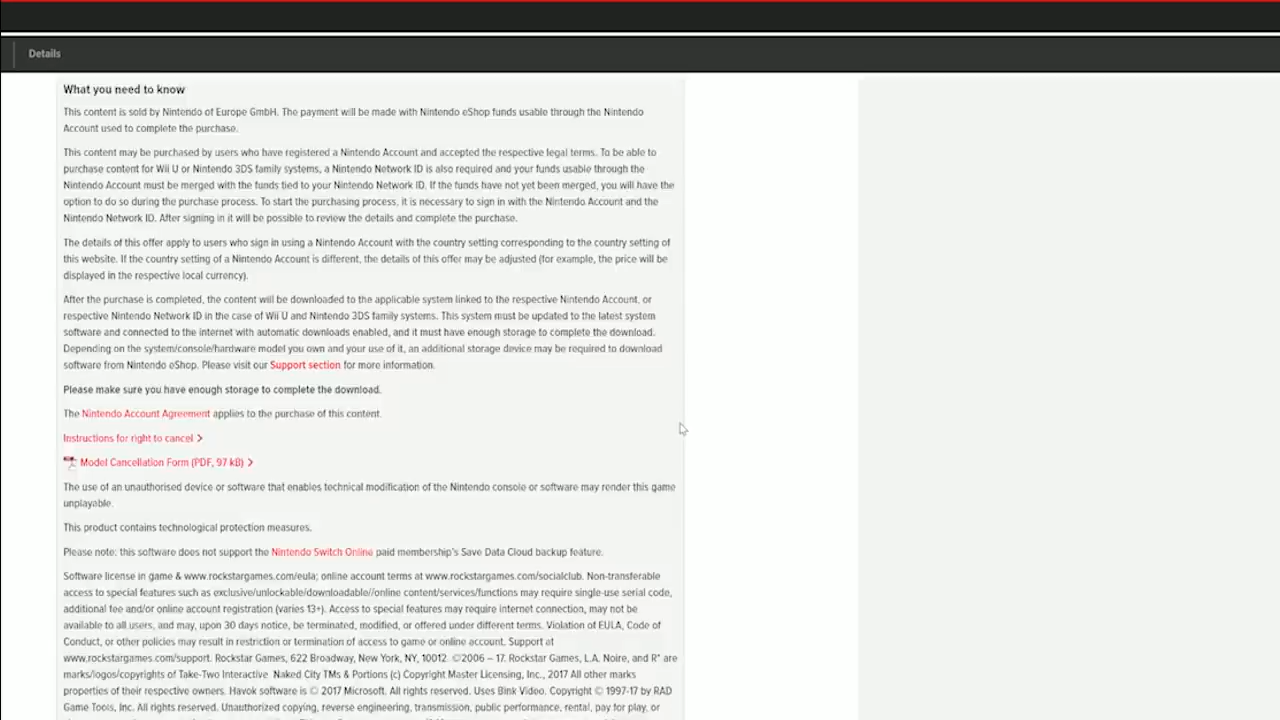 Details
What you need to know
This content is sold by Nintendo of Europe GmbH. The payment will be made with Nintendo eShop funds usable through the Nintendo
Account used to complete the purchase.
This content may be purchased by users who have registered a Nintendo Account and accepted the respective legal terms. To be able to
purchase content for Wii U or Nintendo 3DS family systems, a Nintendo Network ID is also required and your funds usable through the
Nintendo Account must be merged with the funds tied to your Nintendo Network ID. If the funds have not yet been merged, you will have the
option to do so during the purchase process. To start the purchasing process, it is necessary to sign in with the Nintendo Account and the
Nintendo Network ID. After signing in it will be possible to review the details and complete the purchase.
The details of this offer apply to users who sign in using a Nintendo Account with the country setting corresponding to the country setting of
this website. If the country setting of a Nintendo Account is different, the details of this offer may be adjusted (for example, the price will be
displayed in the respective local currency).
After the purchase is completed, the content will be downloaded to the applicable system linked to the respective Nintendo Account, or
respective Nintendo Network ID in the case of Wii U and Nintendo 3DS family systems. This system must be updated to the latest system
software and connected to the internet with automatic downloads enabled, and it must have enough storage to complete the download.
Depending on the system/console/hardware model you own and your use of it, an additional storage device may be required to download
software from Nintendo eShop. Please visit our Support section for more information.
Please make sure you have enough storage to complete the download.
The Nintendo Account Agreement applies to the purchase of this content.
Instructions for right to cancel >
Model Cancellation Form (PDF, 97 kB) >
The use of an unauthorised device or software that enables technical modification of the Nintendo console or software may render this game
unplayable.
This product contains technological protection measures.
Please note: this software does not support the Nintendo Switch Online paid membership's Save Data Cloud backup feature.
Software license in game & www.rockstargames.com/eula; online account terms at www.rockstargames.com/socialclub. Non-transferable
access to special features such as exclusive/unlockable/downloadable//online content/services/functions may require single-use serial code,
additional fee and/or online account registration (varies 13+). Access to special features may require internet connection, may not be
available to all users, and may, upon 30 days notice, be terminated, modified, or offered under different terms. Violation of EULA, Code of
Conduct, or other policies may result in restriction or termination of access to game or online account. Support at
www.rockstargames.com/support. Rockstar Games, 622 Broadway, New York, NY, 10012. ©2006 – 17. Rockstar Games, L.A. Noire, and R* are
marks/logos/copyrights of Take-Two Interactive Naked City TMs & Portions (c) Copyright Master Licensing, Inc., 2017 All other marks
properties of their respective owners. Havok software is © 2017 Microsoft. All rights reserved. Uses Bink Video. Copyright © 1997-17 by RAD
Game Tools, Inc. All rights reserved. Unauthorized copying, reverse engineering, transmission, public performance, rental, pay for play, or